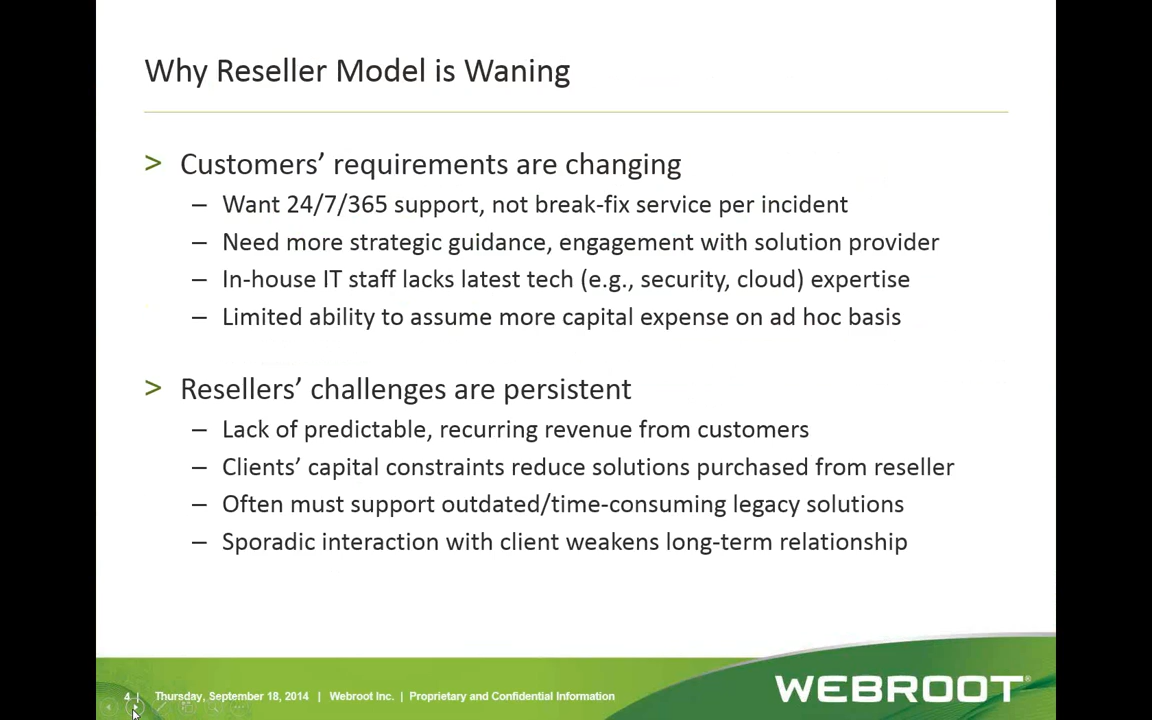 Why Reseller Model is Waning
> Customers’ requirements are changing
– Want 24/7/365 support, not break-fix service per incident
– Need more strategic guidance, engagement with solution provider
– In-house IT staff lacks latest tech (e.g., security, cloud) expertise
– Limited ability to assume more capital expense on ad hoc basis
> Resellers’ challenges are persistent
– Lack of predictable, recurring revenue from customers
– Clients’ capital constraints reduce solutions purchased from reseller
– Often must support outdated/time-consuming legacy solutions
– Sporadic interaction with client weakens long-term relationship
4 | Thursday, September 18, 2014 | Webroot Inc. | Proprietary and Confidential Information
WEBROOT®